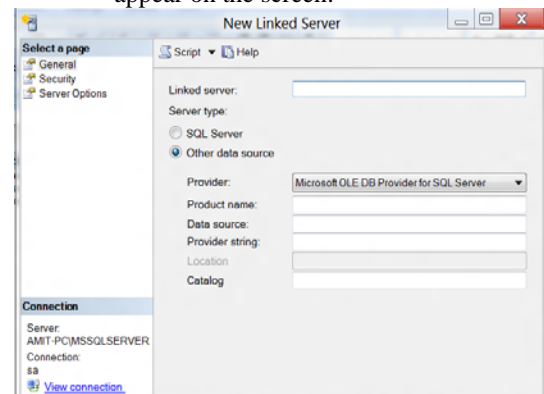 appear on the screen.
New Linked Server
Select a page
General
Security
Server Options
Script Help
Linked server:
Server type:
SQL Server
Other data source
Provider: Microsoft OLE DB Provider for SQL Server
Product name:
Data source:
Provider string:
Location
Catalog
Connection
Server:
AMIT-PC\MSSQLSERVER
Connection:
sa
View connection